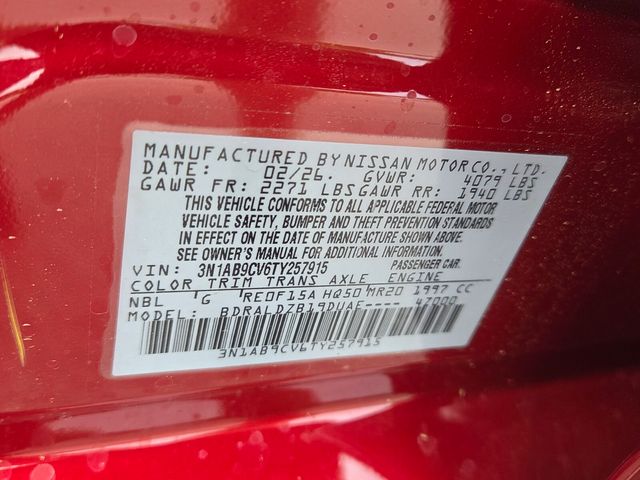 MANUFACTURED BY NISSAN MOTOR CO., LTD.
DATE: 02/26. GVWR: 4079 LBS
GAWR FR: 2271 LBS GAWR RR: 1940 LBS
THIS VEHICLE CONFORMS TO ALL APPLICABLE FEDERAL MOTOR
VEHICLE SAFETY, BUMPER AND THEFT PREVENTION STANDARDS
IN EFFECT ON THE DATE OF MANUFACTURE SHOWN ABOVE.
SEE OWNER'S MANUAL FOR ADDITIONAL INFORMATION.
VIN: 3N1AB9CV6TY257915 PASSENGER CAR.
COLOR TRIM TRANS AXLE ENGINE
NBL 'G RE0F15A HQ50 MR20 1997 CC
MODEL: BDRALDZB19DUAE---- 47000
3N1AB9CV6TY257915